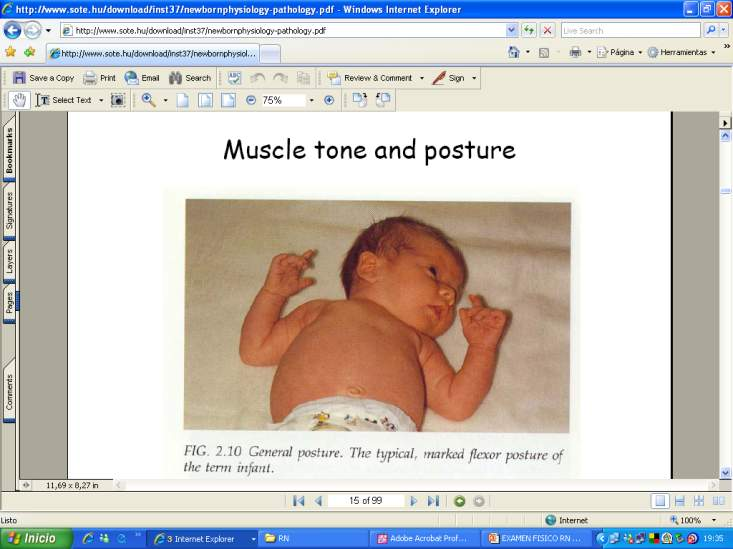 http://www.sote.hu/download/inst37/newbornphysiology-pathology.pdf - Windows Internet Explorer
http://www.sote.hu/download/inst37/newbornphysiology-pathology.pdf
Live Search
http://www.sote.hu/download/inst37/newbornphysiol...
Página
Herramientas
Save a Copy
Print
Email
Search
Review & Comment
Sign
Select Text
75%
Bookmarks
Signatures
Layers
Pages
Comments
Muscle tone and posture
FIG. 2.10 General posture. The typical, marked flexor posture of
the term infant.
11,69 x 8,27 in
15 of 99
Listo
Internet
100%
Inicio
3 Internet Explorer
RN
Adobe Acrobat Prof...
EXAMEN FISICO RN ...
19:35